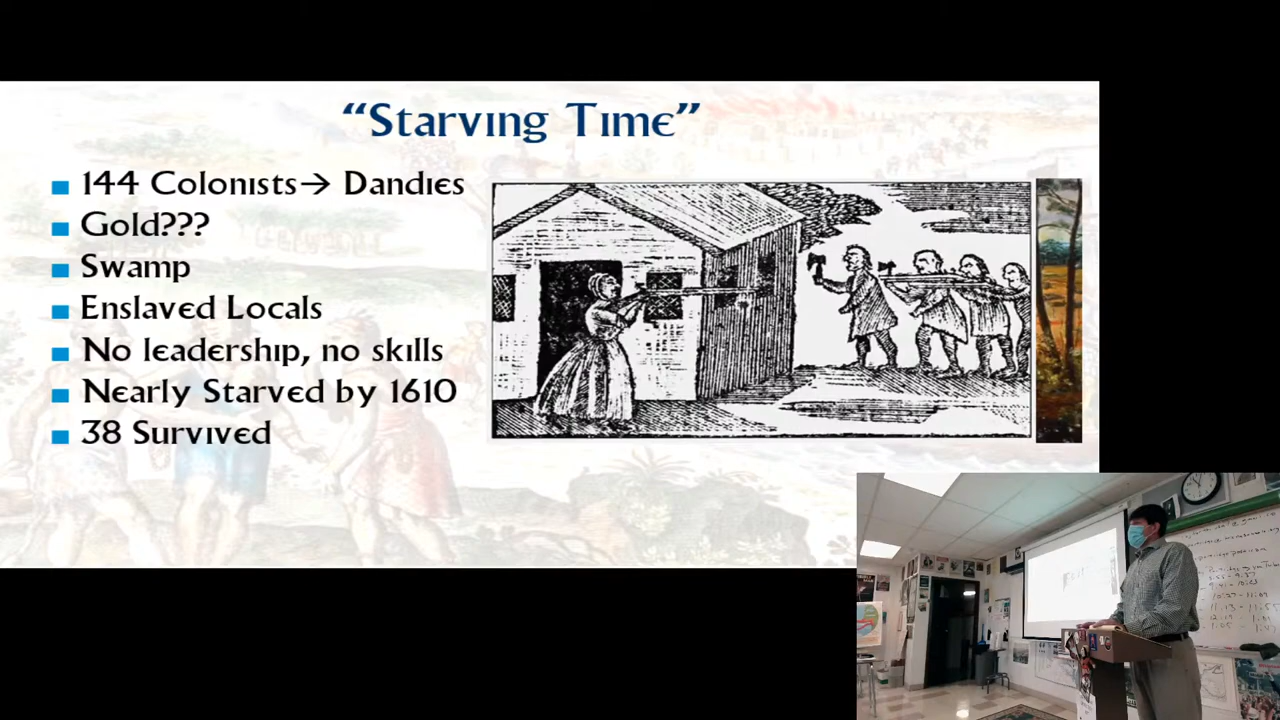 “Starving Time”
144 Colonists→ Dandies
Gold???
Swamp
Enslaved Locals
No leadership, no skills
Nearly Starved by 1610
38 Survived